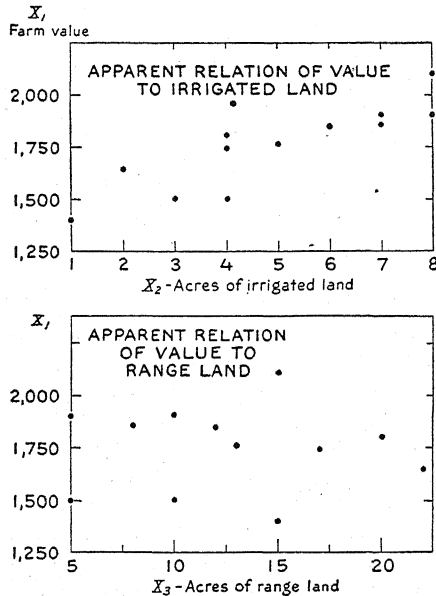 X₁
Farm value
APPARENT RELATION OF VALUE
TO IRRIGATED LAND
2,000
1,750
1,500
1,250
1 2 3 4 5 6 7 8
X₂-Acres of irrigated land
X₁
APPARENT RELATION
OF VALUE TO
RANGE LAND
2,000
1,750
1,500
1,250
5 10 15 20
X₃-Acres of range land